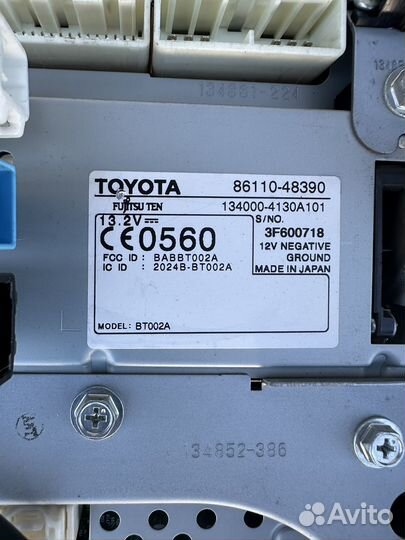 134881-224
TOYOTA 86110-48390
FUJITSU TEN 134000-4130A101
13.2V S/NO.
CE0560 3F600718
12V NEGATIVE
FCC ID : BABBT002A GROUND
IC ID : 2024B-BT002A MADE IN JAPAN
MODEL: BT002A
134852-386
Avito